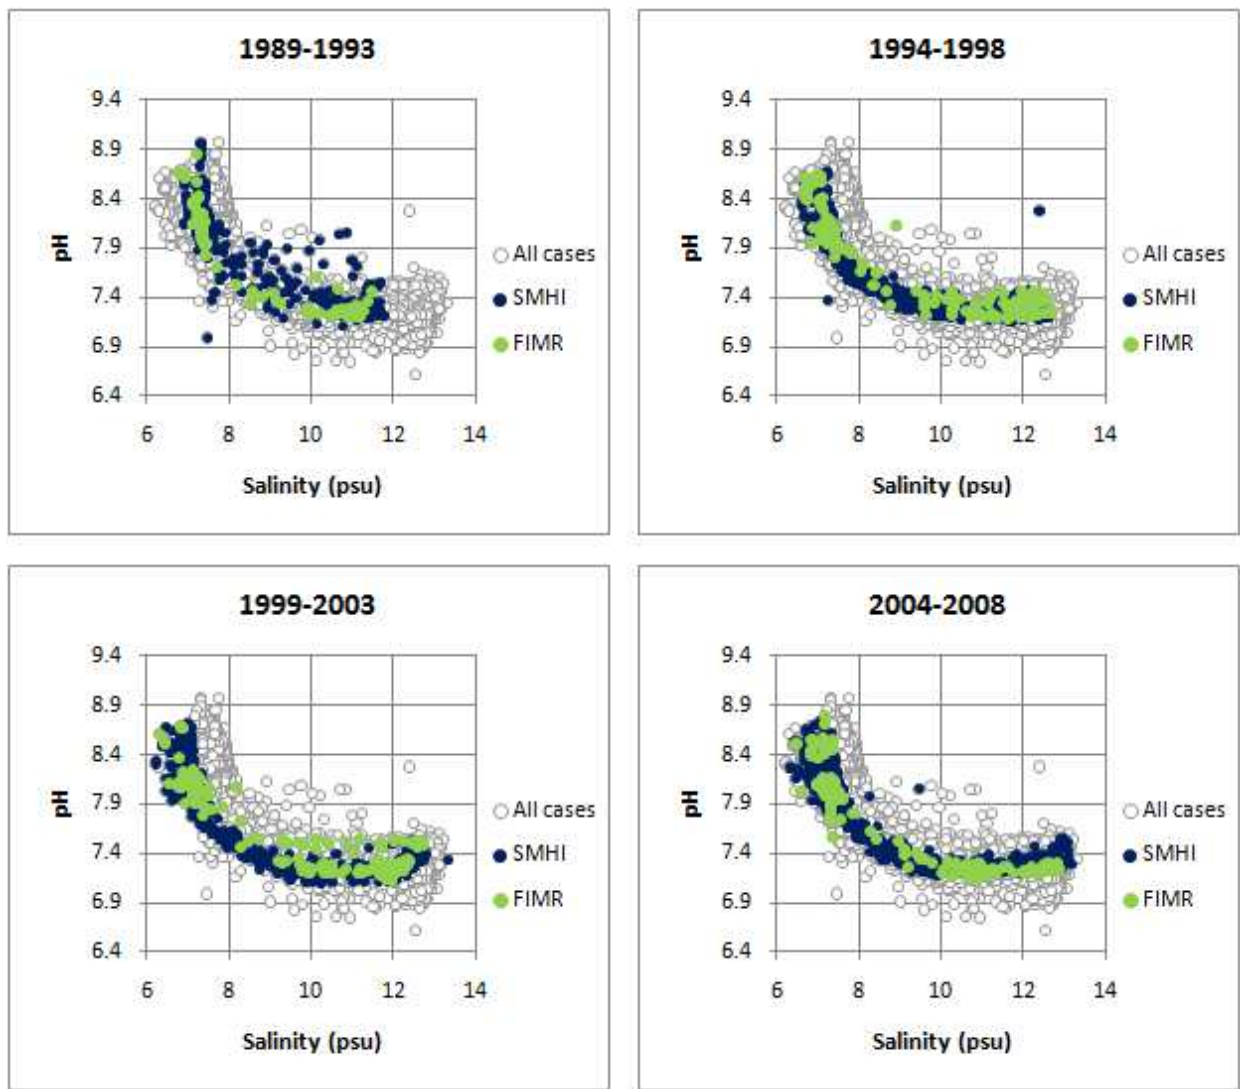 1989-1993
9.4
8.9
8.4
7.9
7.4
6.9
6.4
pH
6 8 10 12 14
Salinity (psu)
All cases
SMHI
FIMR
1994-1998
9.4
8.9
8.4
7.9
7.4
6.9
6.4
pH
6 8 10 12 14
Salinity (psu)
All cases
SMHI
FIMR
1999-2003
9.4
8.9
8.4
7.9
7.4
6.9
6.4
pH
6 8 10 12 14
Salinity (psu)
All cases
SMHI
FIMR
2004-2008
9.4
8.9
8.4
7.9
7.4
6.9
6.4
pH
6 8 10 12 14
Salinity (psu)
All cases
SMHI
FIMR